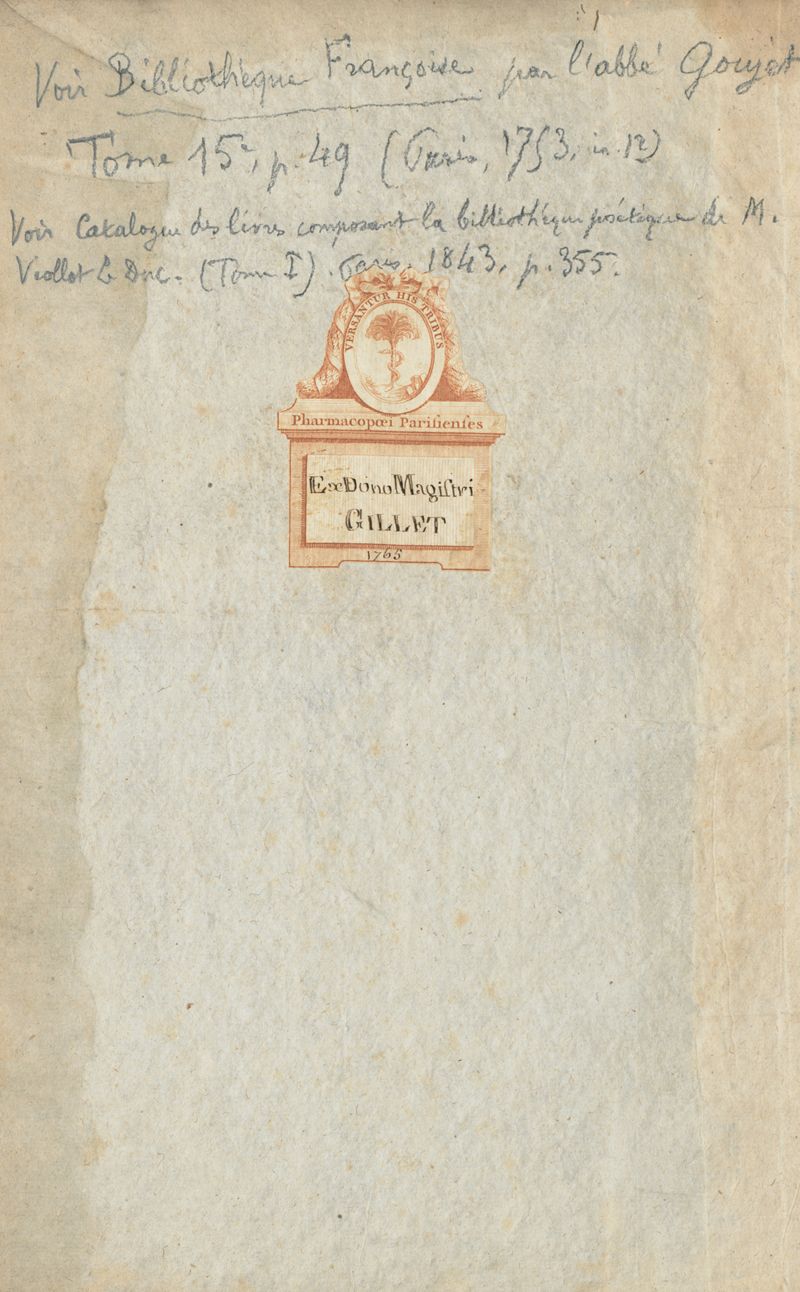 Voir Bibliothèque Françoise par l'abbé Goujet
Tome 15e, p. 49 (Paris, 1753, in-12)
Voir Catalogue des livres composant la bibliothèque poétique de M.
Viollet Le Duc. (Tome I). Paris. 1843, p. 355.
VERSANTUR HIS TRIBUS
Pharmacopœi Parisienſes
Ex Dono Magiſtri
GILLET
1765